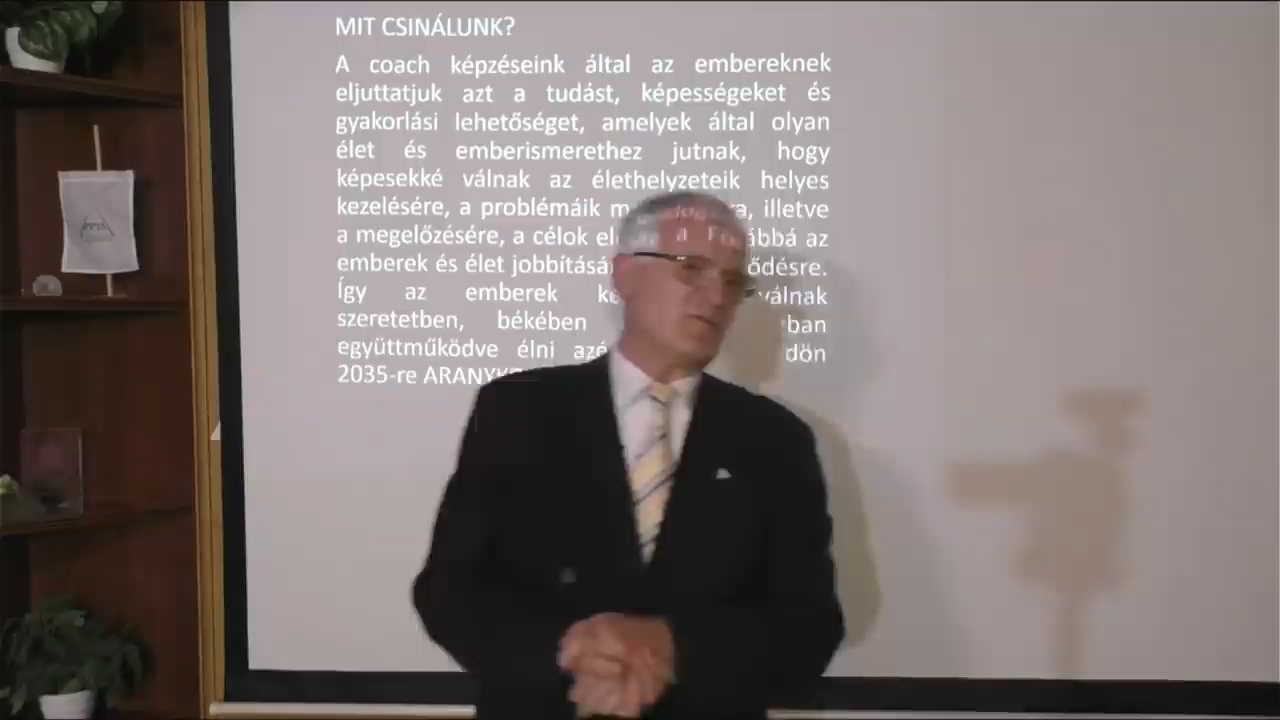 MIT CSINÁLUNK?
A coach képzéseink által az embereknek
eljuttatjuk azt a tudást, képességeket és
gyakorlási lehetőséget, amelyek által olyan
élet és emberismerethez jutnak, hogy
képesekké válnak az élethelyzeteik helyes
kezelésére, a problémáik illetve
a megelőzésére, a célok a az
emberek és élet
Így az emberek válnak
szeretetben, békében
együttműködve élni
2035-re